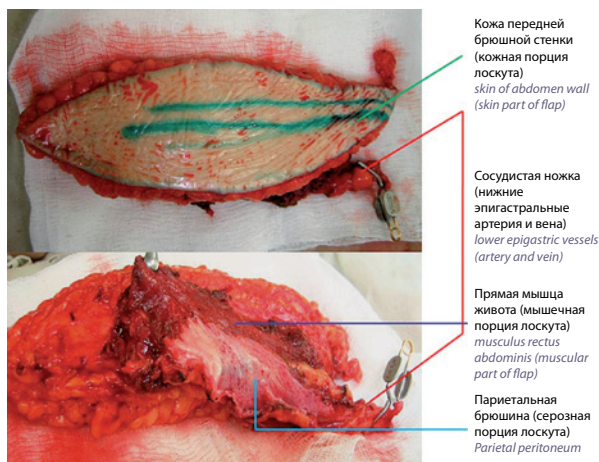 Кожа передней
брюшной стенки
(кожная порция
лоскута)
skin of abdomen wall
(skin part of flap)
Сосудистая ножка
(нижние
эпигастральные
артерия и вена)
lower epigastric vessels
(artery and vein)
Прямая мышца
живота (мышечная
порция лоскута)
musculus rectus
abdominis (muscular
part of flap)
Париетальная
брюшина (серозная
порция лоскута)
Parietal peritoneum